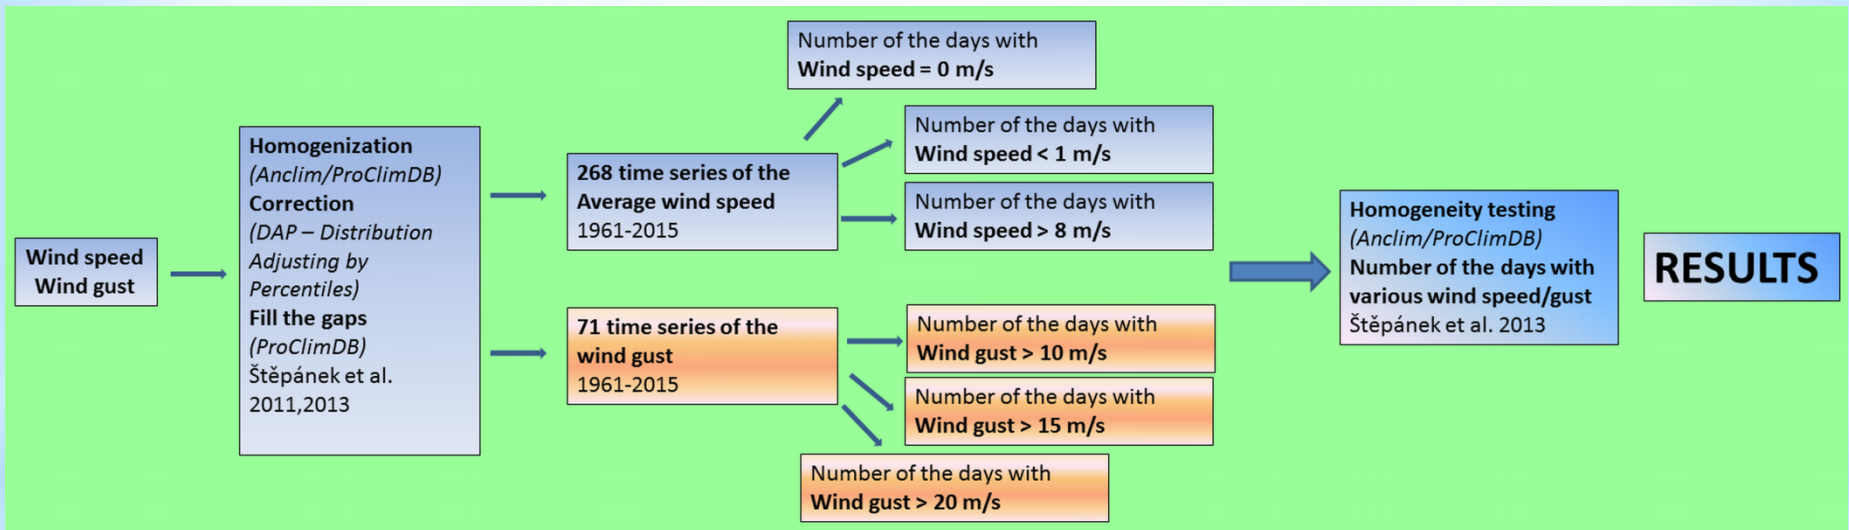 Wind speed
Wind gust
Homogenization
(Anclim/ProClimDB)
Correction
(DAP – Distribution
Adjusting by
Percentiles)
Fill the gaps
(ProClimDB)
Štěpánek et al.
2011,2013
268 time series of the
Average wind speed
1961-2015
71 time series of the
wind gust
1961-2015
Number of the days with
Wind speed = 0 m/s
Number of the days with
Wind speed < 1 m/s
Number of the days with
Wind speed > 8 m/s
Number of the days with
Wind gust > 10 m/s
Number of the days with
Wind gust > 15 m/s
Number of the days with
Wind gust > 20 m/s
Homogeneity testing
(Anclim/ProClimDB)
Number of the days with
various wind speed/gust
Štěpánek et al. 2013
RESULTS